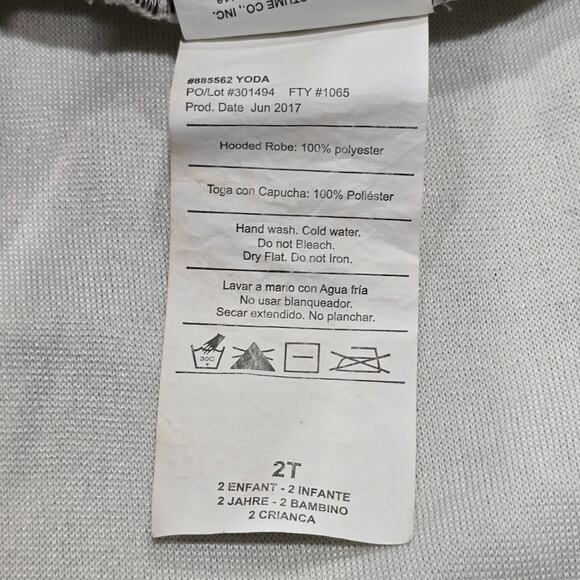 CO., INC.
#885562 YODA
PO/Lot #301494 FTY #1065
Prod. Date Jun 2017
Hooded Robe: 100% polyester
Toga con Capucha: 100% Poliéster
Hand wash. Cold water.
Do not Bleach.
Dry Flat. Do not Iron.
Lavar a mano con Agua fría
No usar blanqueador.
Secar extendido. No planchar.
30C
2T
2 ENFANT - 2 INFANTE
2 JAHRE - 2 BAMBINO
2 CRIANCA